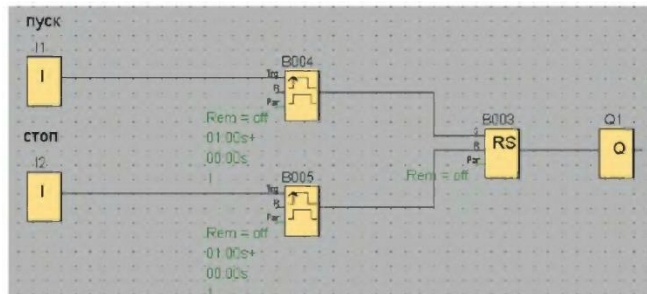 пуск
I1
I
B004
Trg
R
Par
Rem = off
01:00s+
00:00s
1
стоп
I2
I
B005
Trg
R
Par
Rem = off
01:00s+
00:00s
1
B003
S
R
Par
RS
Rem = off
Q1
Q